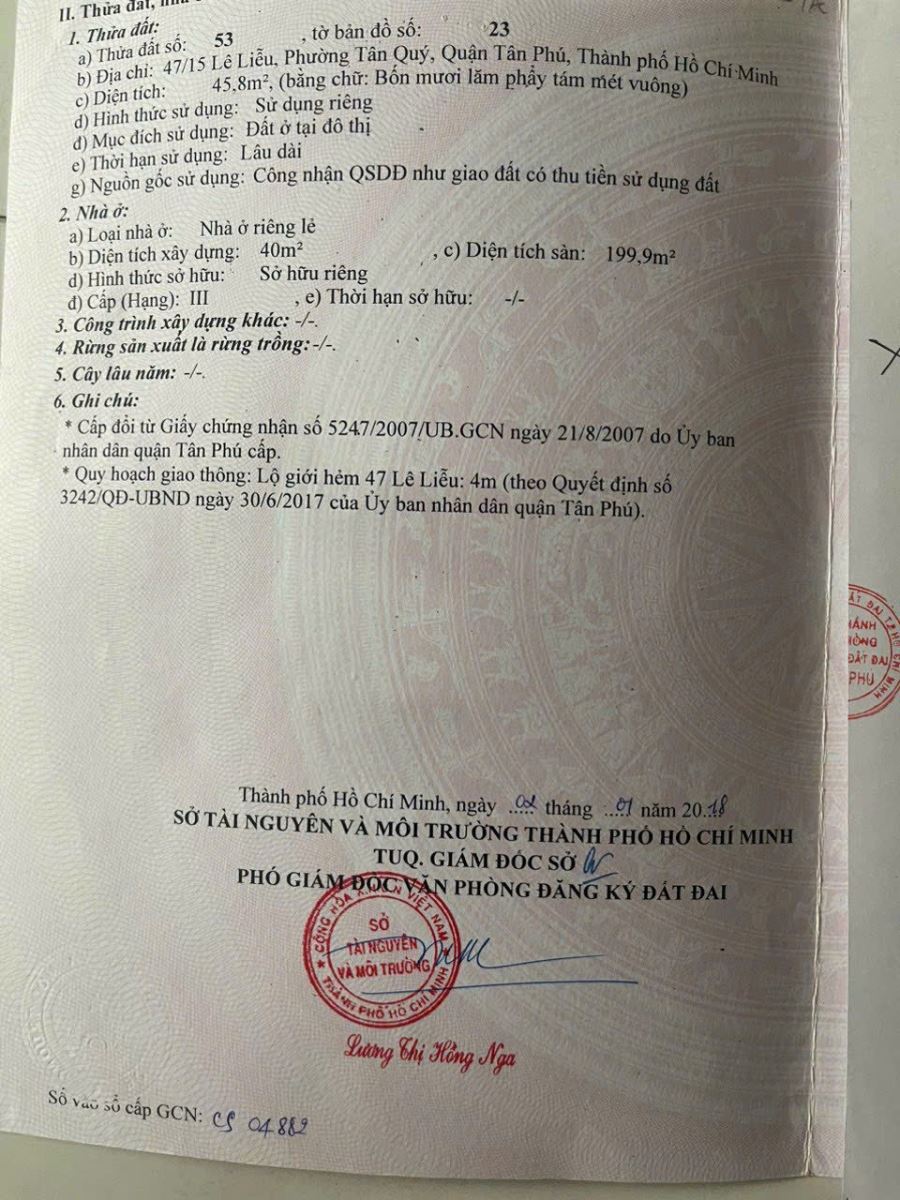 II. Thửa đất, nhà
1. Thửa đất:
a) Thửa đất số: 53 , tờ bản đồ số: 23
b) Địa chỉ: 47/15 Lê Liễu, Phường Tân Quý, Quận Tân Phú, Thành phố Hồ Chí Minh
c) Diện tích: 45,8m², (bằng chữ: Bốn mươi lăm phẩy tám mét vuông)
d) Hình thức sử dụng: Sử dụng riêng
đ) Mục đích sử dụng: Đất ở tại đô thị
e) Thời hạn sử dụng: Lâu dài
g) Nguồn gốc sử dụng: Công nhận QSDĐ như giao đất có thu tiền sử dụng đất
2. Nhà ở:
a) Loại nhà ở: Nhà ở riêng lẻ
b) Diện tích xây dựng: 40m² , c) Diện tích sàn: 199,9m²
d) Hình thức sở hữu: Sở hữu riêng
đ) Cấp (Hạng): III , e) Thời hạn sở hữu: -/-
3. Công trình xây dựng khác: -/-.
4. Rừng sản xuất là rừng trồng: -/-.
5. Cây lâu năm: -/-.
6. Ghi chú:
* Cấp đổi từ Giấy chứng nhận số 5247/2007/UB.GCN ngày 21/8/2007 do Ủy ban
nhân dân quận Tân Phú cấp.
* Quy hoạch giao thông: Lộ giới hẻm 47 Lê Liễu: 4m (theo Quyết định số
3242/QĐ-UBND ngày 30/6/2017 của Ủy ban nhân dân quận Tân Phú).
ẤT ĐAI T.P HỒ CHÍ MINH
HÁNH
HÒNG
ĐẤT ĐAI
PHÚ
Thành phố Hồ Chí Minh, ngày 02 tháng 01 năm 2018
SỞ TÀI NGUYÊN VÀ MÔI TRƯỜNG THÀNH PHỐ HỒ CHÍ MINH
TUQ. GIÁM ĐỐC SỞ
PHÓ GIÁM ĐỐC VĂN PHÒNG ĐĂNG KÝ ĐẤT ĐAI
CỘNG HÒA X.H.C.N VIỆT NAM
SỞ
TÀI NGUYÊN
VÀ MÔI TRƯỜNG
THÀNH PHỐ HỒ CHÍ MINH
Lương Thị Hồng Nga
Số vào sổ cấp GCN: CS 04882